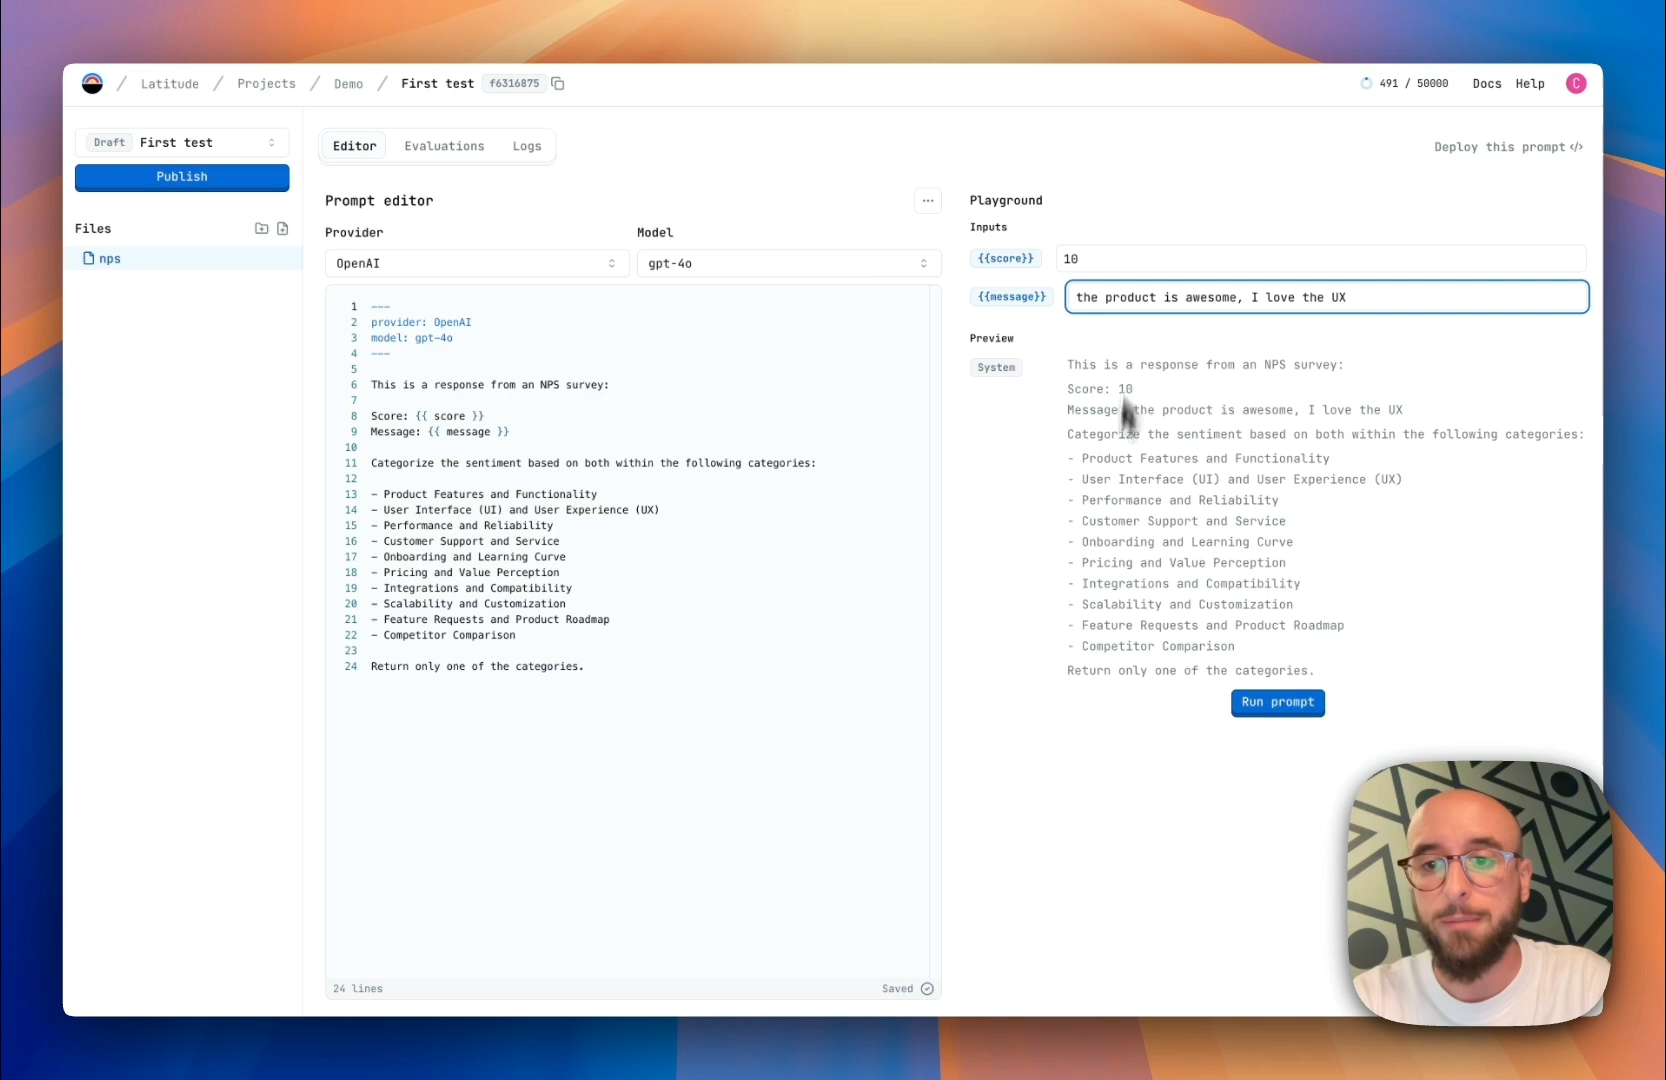 / Latitude / Projects / Demo / First test f6316875
491 / 50000 Docs Help C
Draft First test
Publish
Files
nps
Editor Evaluations Logs
Deploy this prompt </>
Prompt editor
...
Provider Model
OpenAI gpt-4o
1 ---
2 provider: OpenAI
3 model: gpt-4o
4 ---
5
6 This is a response from an NPS survey:
7
8 Score: {{ score }}
9 Message: {{ message }}
10
11 Categorize the sentiment based on both within the following categories:
12
13 - Product Features and Functionality
14 - User Interface (UI) and User Experience (UX)
15 - Performance and Reliability
16 - Customer Support and Service
17 - Onboarding and Learning Curve
18 - Pricing and Value Perception
19 - Integrations and Compatibility
20 - Scalability and Customization
21 - Feature Requests and Product Roadmap
22 - Competitor Comparison
23
24 Return only one of the categories.
24 lines Saved
Playground
Inputs
{{score}} 10
{{message}} the product is awesome, I love the UX
Preview
System
This is a response from an NPS survey:
Score: 10
Message: the product is awesome, I love the UX
Categorize the sentiment based on both within the following categories:
- Product Features and Functionality
- User Interface (UI) and User Experience (UX)
- Performance and Reliability
- Customer Support and Service
- Onboarding and Learning Curve
- Pricing and Value Perception
- Integrations and Compatibility
- Scalability and Customization
- Feature Requests and Product Roadmap
- Competitor Comparison
Return only one of the categories.
Run prompt